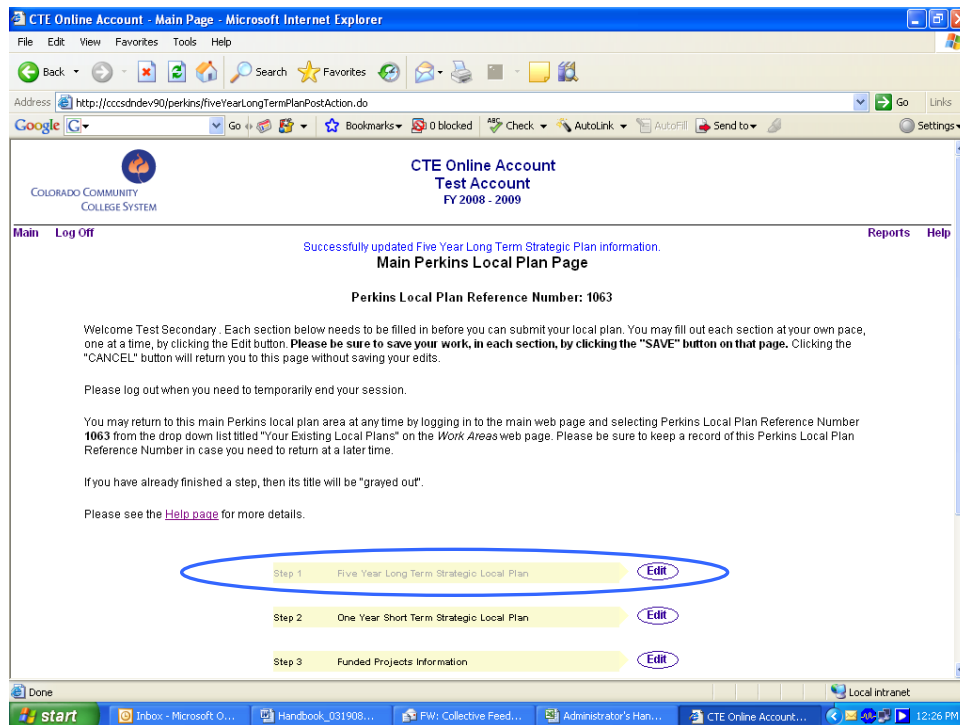 CTE Online Account - Main Page - Microsoft Internet Explorer
File Edit View Favorites Tools Help
Back Search Favorites
Address http://cccsdndev90/perkins/fiveYearLongTermPlanPostAction.do Go Links
Google G Go Bookmarks 0 blocked ABC Check AutoLink AutoFill Send to Settings
COLORADO COMMUNITY
COLLEGE SYSTEM
CTE Online Account
Test Account
FY 2008 - 2009
Main Log Off Reports Help
Successfully updated Five Year Long Term Strategic Plan information.
Main Perkins Local Plan Page
Perkins Local Plan Reference Number: 1063
Welcome Test Secondary . Each section below needs to be filled in before you can submit your local plan. You may fill out each section at your own pace,
one at a time, by clicking the Edit button. Please be sure to save your work, in each section, by clicking the "SAVE" button on that page. Clicking the
"CANCEL" button will return you to this page without saving your edits.
Please log out when you need to temporarily end your session.
You may return to this main Perkins local plan area at any time by logging in to the main web page and selecting Perkins Local Plan Reference Number
1063 from the drop down list titled "Your Existing Local Plans" on the Work Areas web page. Please be sure to keep a record of this Perkins Local Plan
Reference Number in case you need to return at a later time.
If you have already finished a step, then its title will be "grayed out".
Please see the Help page for more details.
Step 1 Five Year Long Term Strategic Local Plan Edit
Step 2 One Year Short Term Strategic Local Plan Edit
Step 3 Funded Projects Information Edit
Done Local intranet
start Inbox - Microsoft O... Handbook_031908... FW: Collective Feed... Administrator's Han... CTE Online Account... 12:26 PM